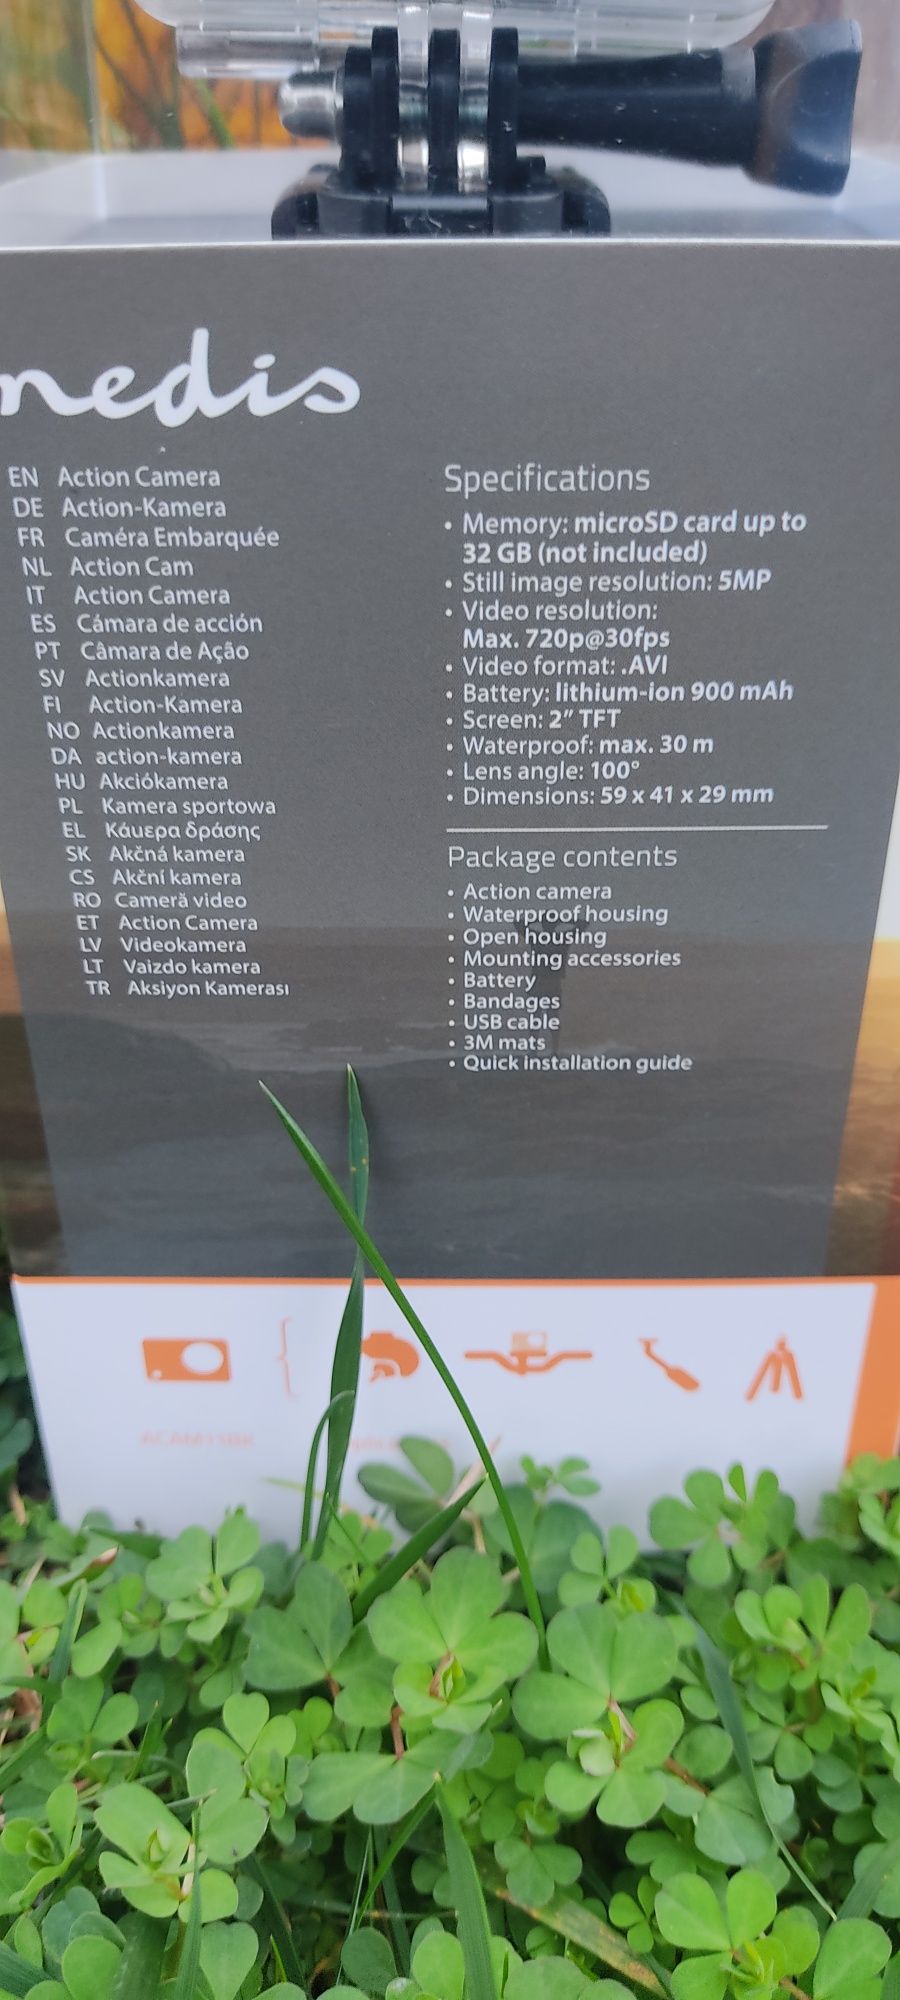 nedis
EN Action Camera
DE Action-Kamera
FR Caméra Embarquée
NL Action Cam
IT Action Camera
ES Cámara de acción
PT Câmara de Ação
SV Actionkamera
FI Action-Kamera
NO Actionkamera
DA action-kamera
HU Akciókamera
PL Kamera sportowa
EL Κάμερα δράσης
SK Akčná kamera
CS Akční kamera
RO Cameră video
ET Action Camera
LV Videokamera
LT Vaizdo kamera
TR Aksiyon Kamerası
Specifications
• Memory: microSD card up to
32 GB (not included)
• Still image resolution: 5MP
• Video resolution:
Max. 720p@30fps
• Video format: .AVI
• Battery: lithium-ion 900 mAh
• Screen: 2” TFT
• Waterproof: max. 30 m
• Lens angle: 100°
• Dimensions: 59 x 41 x 29 mm
Package contents
• Action camera
• Waterproof housing
• Open housing
• Mounting accessories
• Battery
• Bandages
• USB cable
• 3M mats
• Quick installation guide